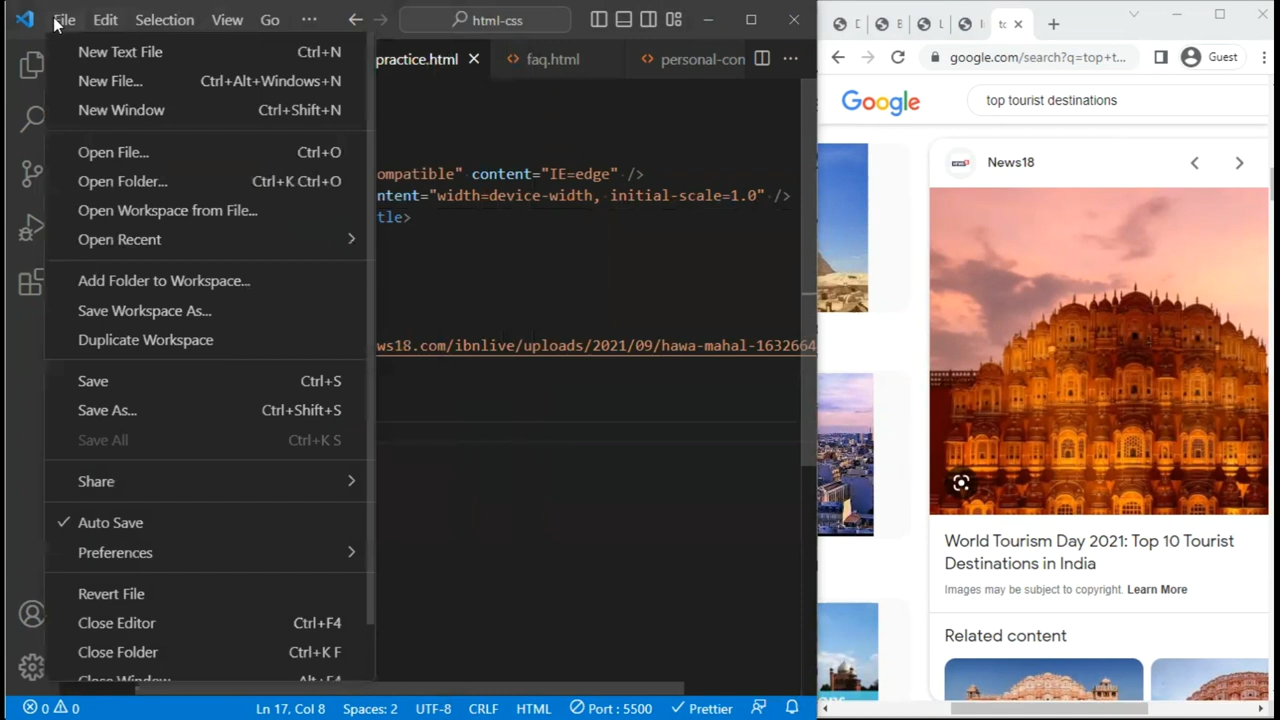 File Edit Selection View Go ··· html-css
New Text File Ctrl+N
New File... Ctrl+Alt+Windows+N
New Window Ctrl+Shift+N
Open File... Ctrl+O
Open Folder... Ctrl+K Ctrl+O
Open Workspace from File...
Open Recent
Add Folder to Workspace...
Save Workspace As...
Duplicate Workspace
Save Ctrl+S
Save As... Ctrl+Shift+S
Save All Ctrl+K S
Share
Auto Save
Preferences
Revert File
Close Editor Ctrl+F4
Close Folder Ctrl+K F
Close Window Alt+F4
practice.html faq.html personal-con
ompatible" content="IE=edge" />
ntent="width=device-width, initial-scale=1.0" />
tle>
ws18.com/ibnlive/uploads/2021/09/hawa-mahal-1632664
0 0 Ln 17, Col 8 Spaces: 2 UTF-8 CRLF HTML Port : 5500 Prettier
google.com/search?q=top+t... Guest
Google top tourist destinations
News18
World Tourism Day 2021: Top 10 Tourist
Destinations in India
Images may be subject to copyright. Learn More
Related content